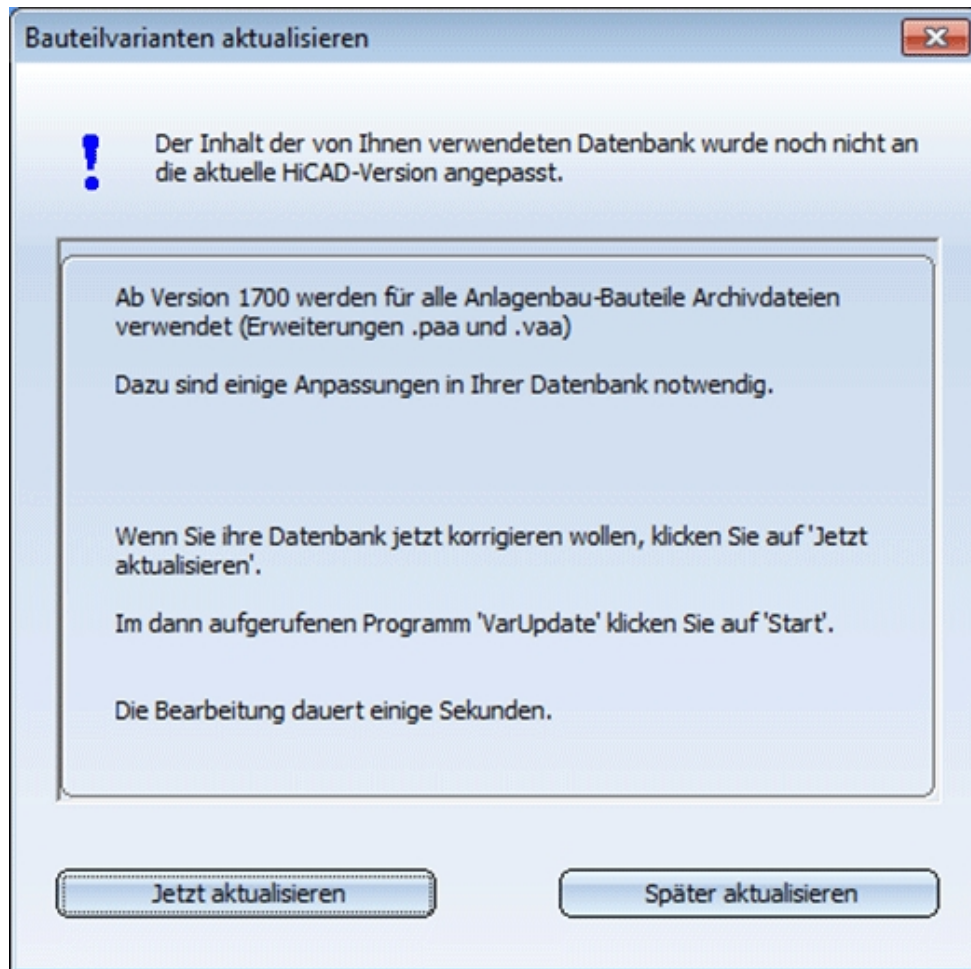 Bauteilvarianten aktualisieren
Der Inhalt der von Ihnen verwendeten Datenbank wurde noch nicht an
die aktuelle HiCAD-Version angepasst.
Ab Version 1700 werden für alle Anlagenbau-Bauteile Archivdateien
verwendet (Erweiterungen .paa und .vaa)
Dazu sind einige Anpassungen in Ihrer Datenbank notwendig.
Wenn Sie ihre Datenbank jetzt korrigieren wollen, klicken Sie auf 'Jetzt
aktualisieren'.
Im dann aufgerufenen Programm 'VarUpdate' klicken Sie auf 'Start'.
Die Bearbeitung dauert einige Sekunden.
Jetzt aktualisieren
Später aktualisieren